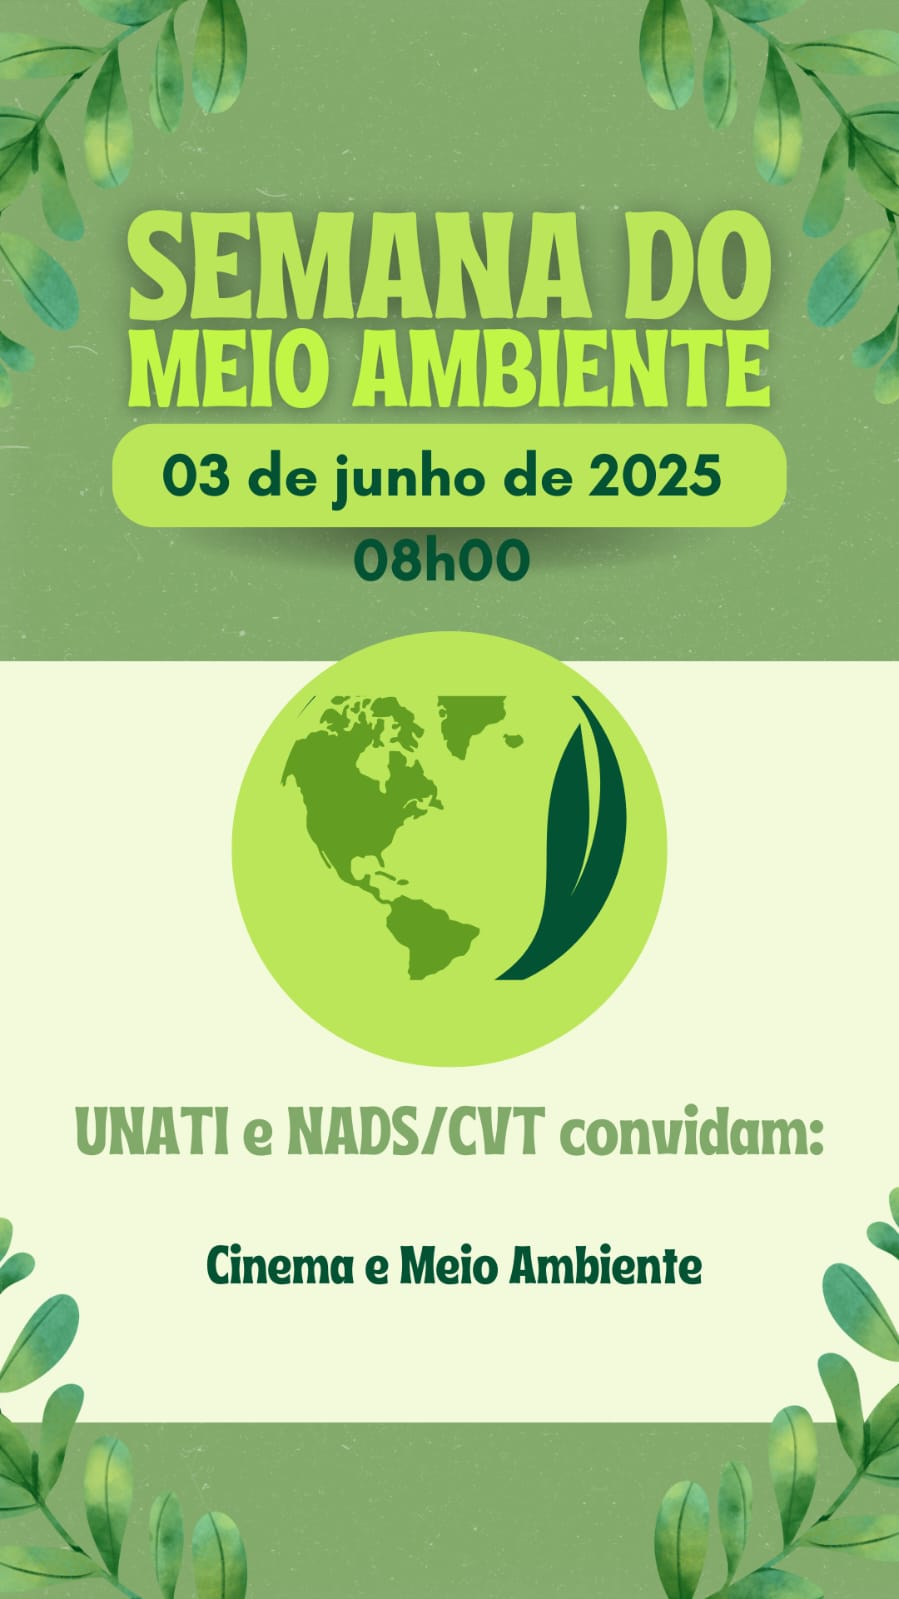 SEMANA DO
MEIO AMBIENTE
03 de junho de 2025
08h00
UNATI e NADS/CVT convidam:
Cinema e Meio Ambiente